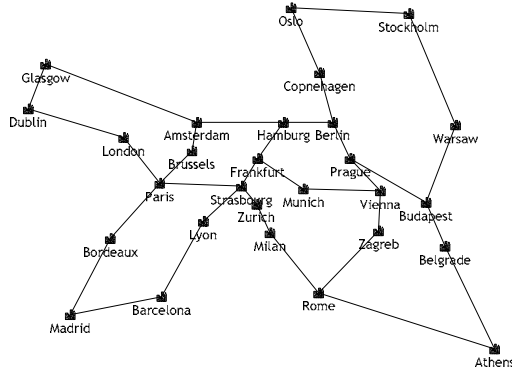 Oslo
Stockholm
Glasgow
Copnehagen
Dublin
Amsterdam
Hamburg
Berlin
Warsaw
London
Brussels
Frankfurt
Prague
Paris
Strasbourg
Munich
Vienna
Budapest
Zurich
Lyon
Milan
Zagreb
Bordeaux
Belgrade
Barcelona
Rome
Madrid
Athens